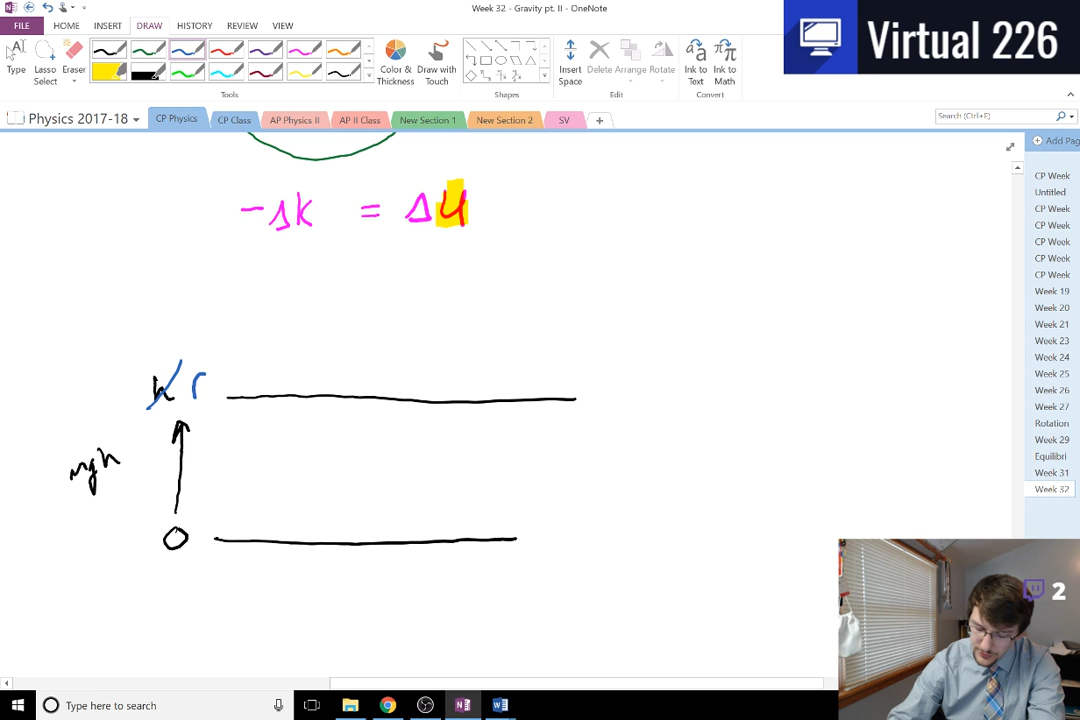 Week 32 - Gravity pt. II - OneNote
FILE HOME INSERT DRAW HISTORY REVIEW VIEW
Virtual 226
Type Lasso Select Eraser Color & Thickness Draw with Touch Insert Space Delete Arrange Rotate Ink to Text Ink to Math
Tools Shapes Edit Convert
Physics 2017-18 CP Physics CP Class AP Physics II AP II Class New Section 1 New Section 2 SV
Search (Ctrl+E)
Add Pag
CP Week
Untitled
CP Week
CP Week
CP Week
CP Week
CP Week
Week 19
Week 20
Week 21
Week 23
Week 24
Week 25
Week 26
Week 27
Rotation
Week 29
Equilibri
Week 31
Week 32
-Δk = ΔU
h r
mgh
0
2
Type here to search